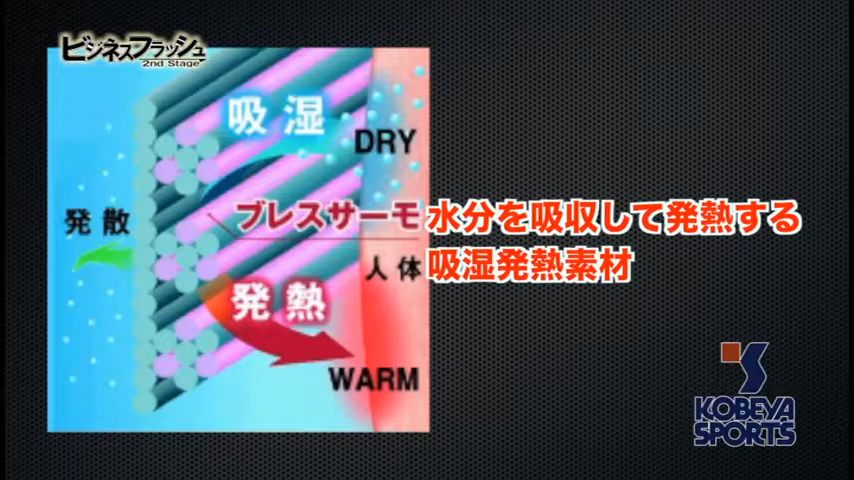 ビジネスフラッシュ
2nd Stage
吸湿
DRY
発散
ブレスサーモ
水分を吸収して発熱する
吸湿発熱素材
人体
発熱
WARM
KOBEYA
SPORTS